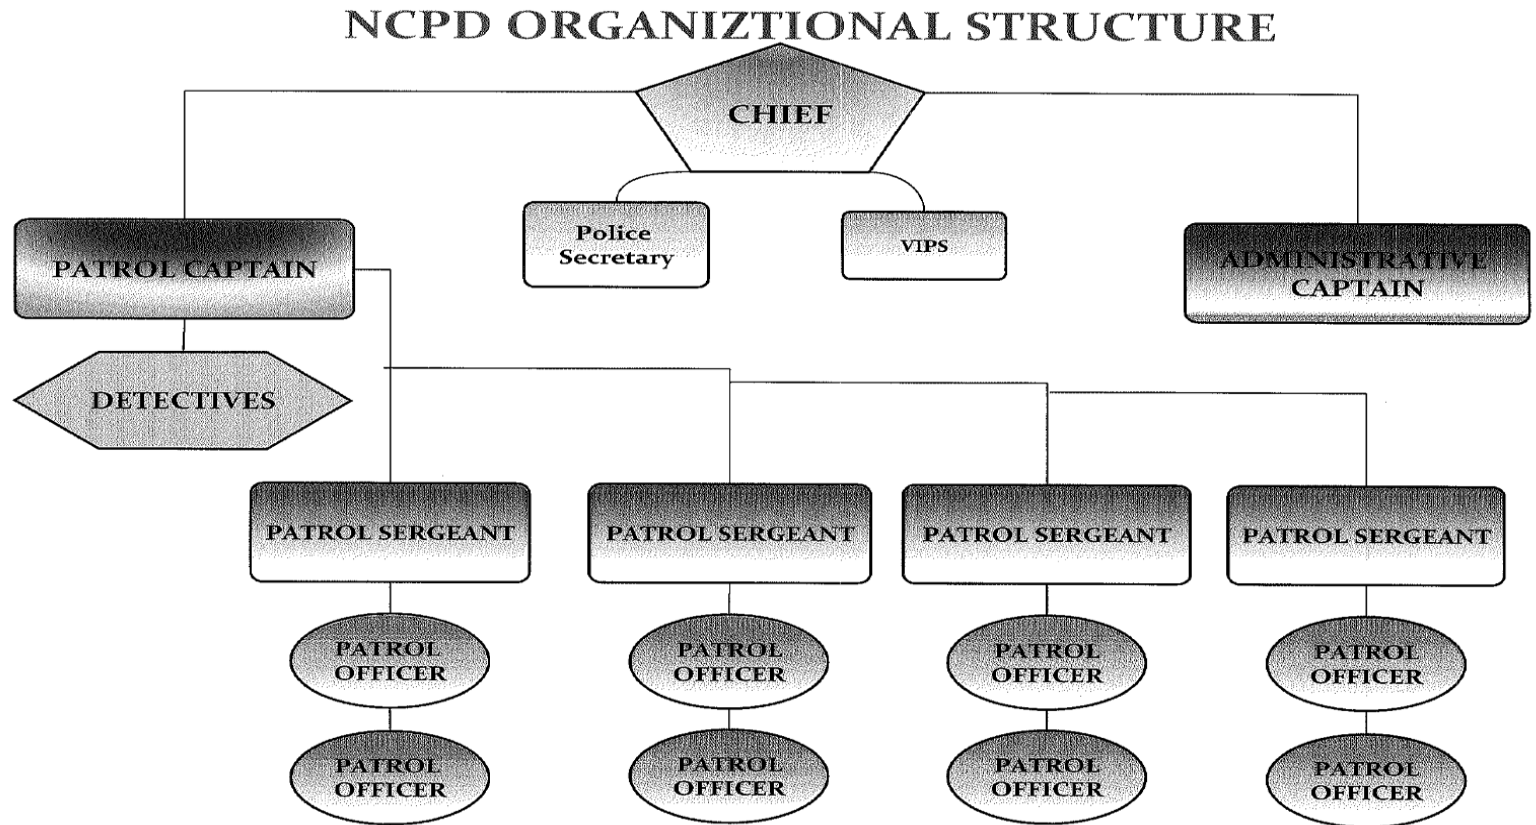 NCPD ORGANIZTIONAL STRUCTURE
CHIEF
Police
Secretary
VIPS
PATROL CAPTAIN
ADMINISTRATIVE
CAPTAIN
DETECTIVES
PATROL SERGEANT
PATROL SERGEANT
PATROL SERGEANT
PATROL SERGEANT
PATROL
OFFICER
PATROL
OFFICER
PATROL
OFFICER
PATROL
OFFICER
PATROL
OFFICER
PATROL
OFFICER
PATROL
OFFICER
PATROL
OFFICER